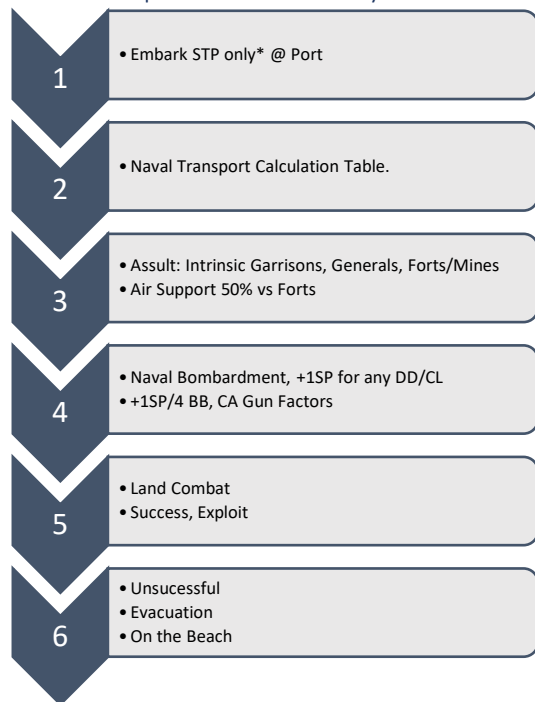 1
• Embark STP only* @ Port
2
• Naval Transport Calculation Table.
3
• Assult: Intrinsic Garrisons, Generals, Forts/Mines
• Air Support 50% vs Forts
4
• Naval Bombardment, +1SP for any DD/CL
• +1SP/4 BB, CA Gun Factors
5
• Land Combat
• Success, Exploit
6
• Unsucessful
• Evacuation
• On the Beach